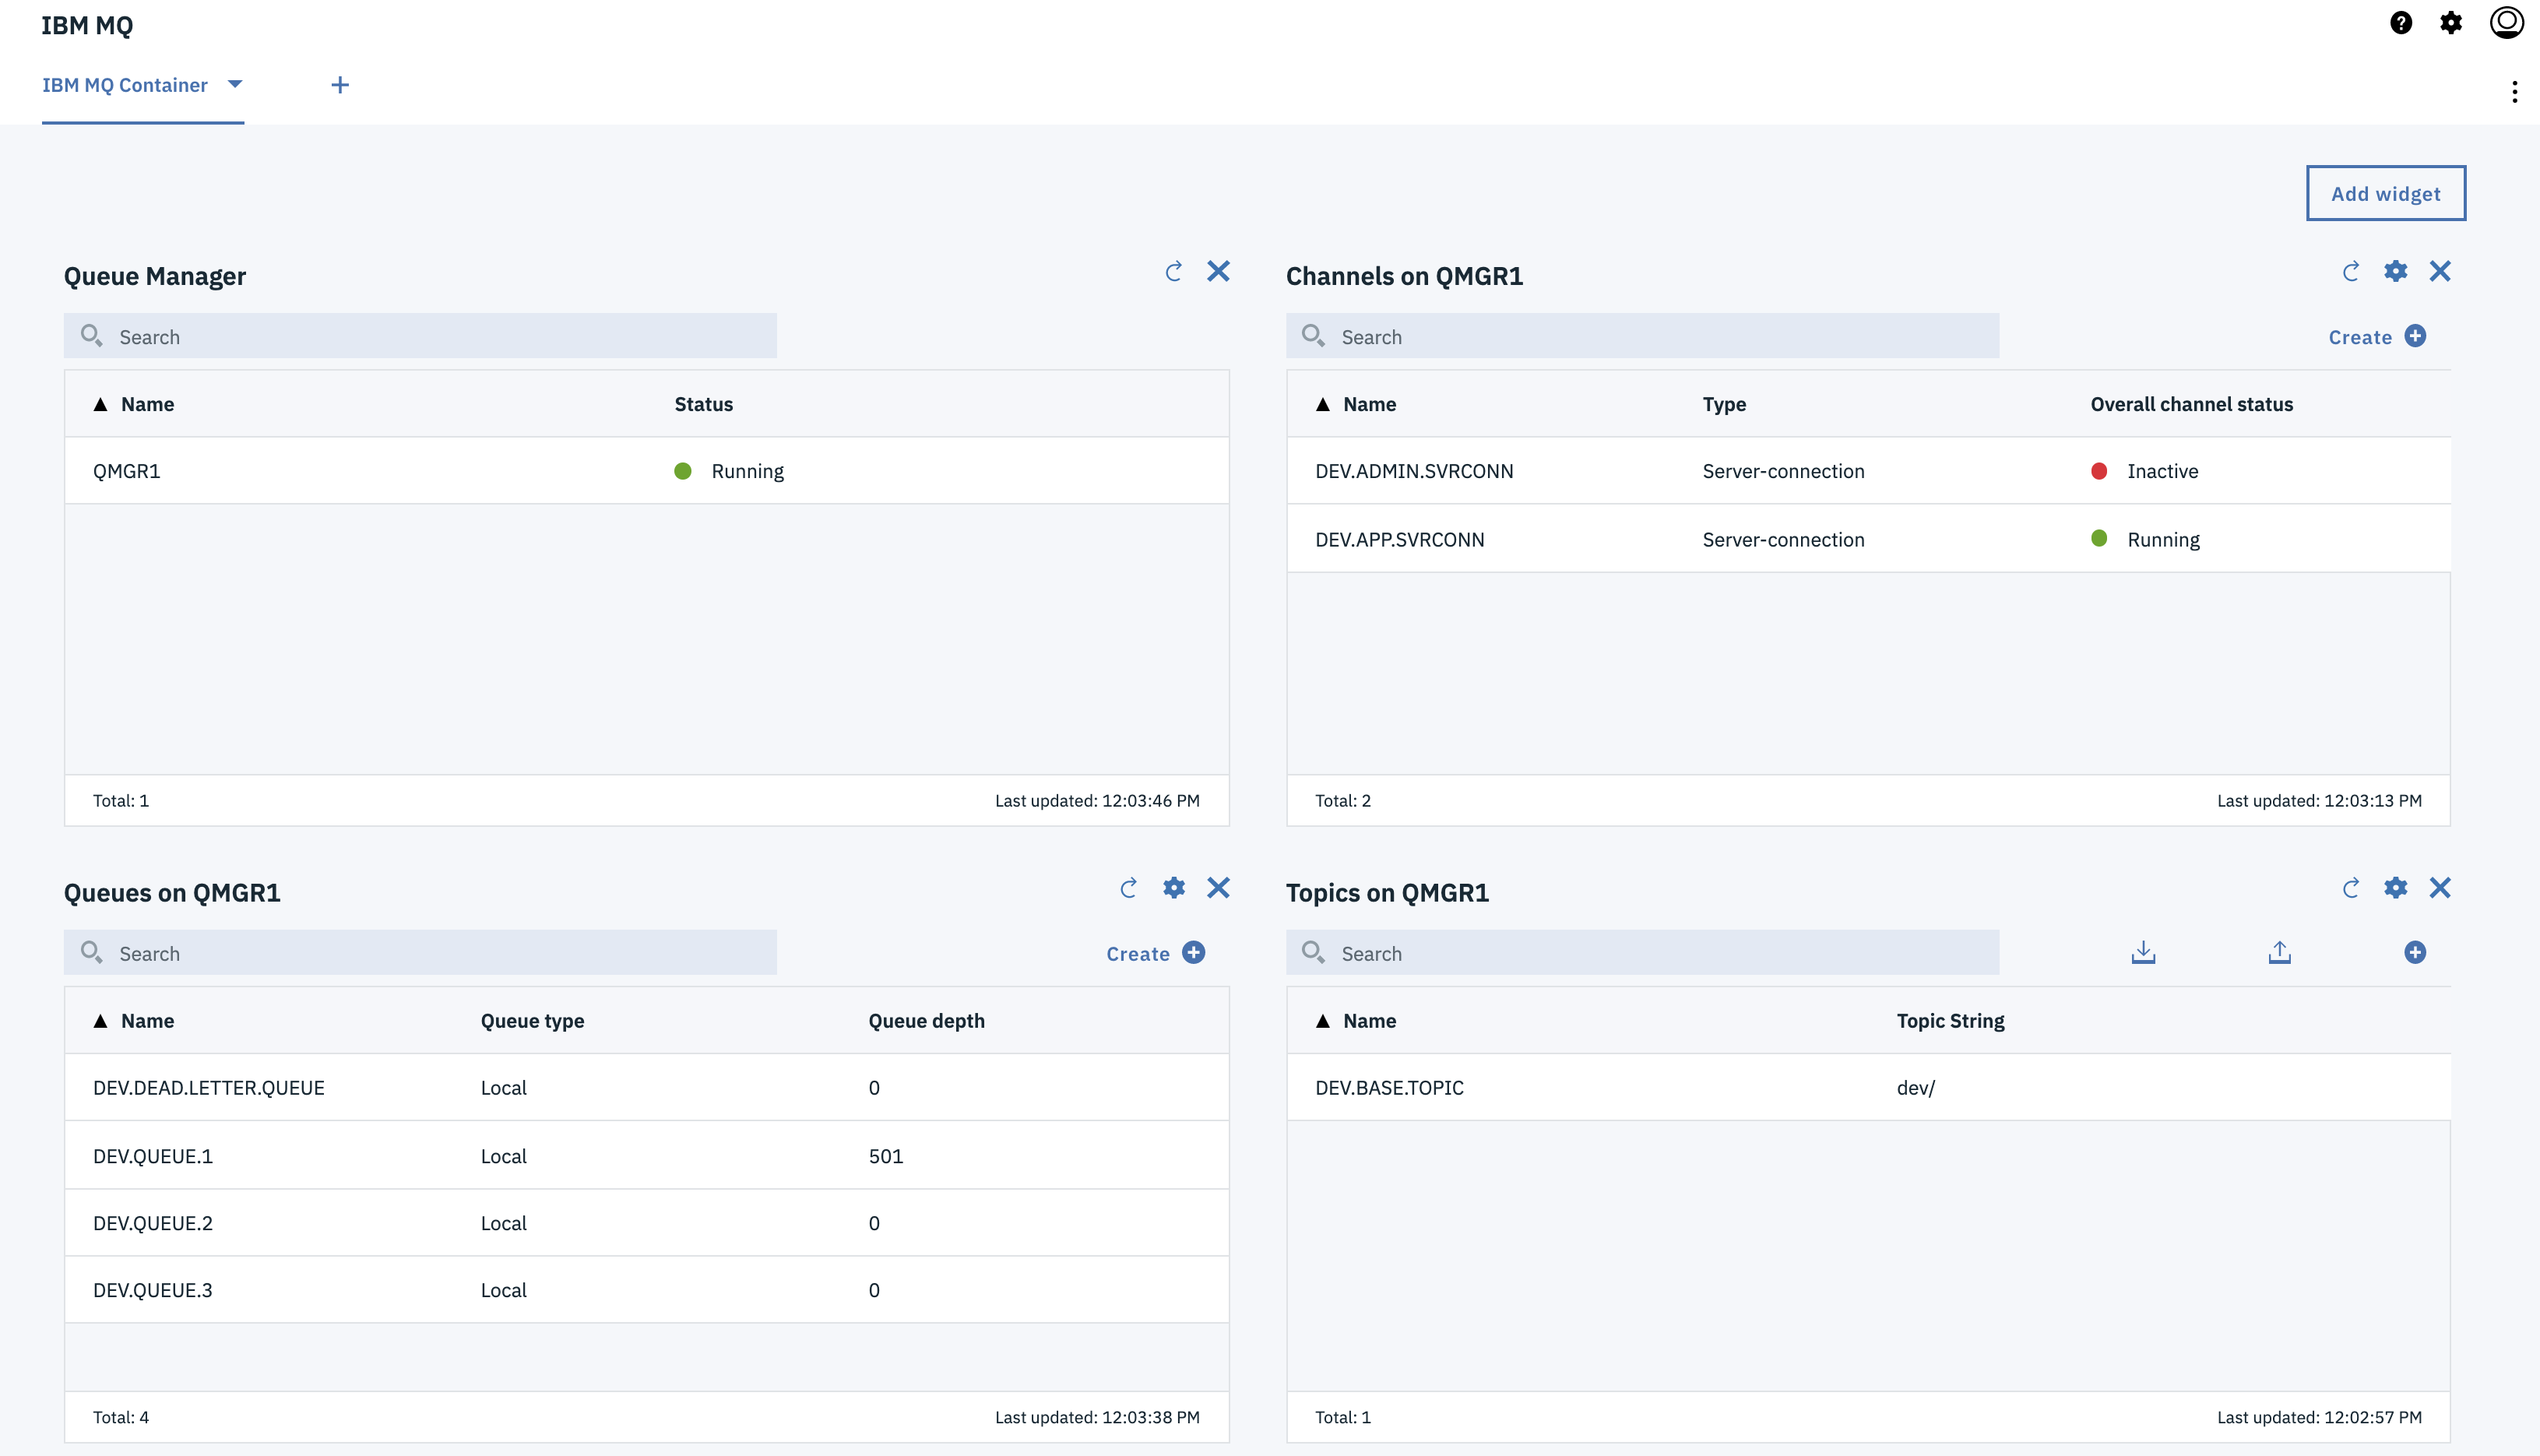 IBM MQ
IBM MQ Container
Add widget
Queue Manager
Search
Name Status
QMGR1 Running
Total: 1 Last updated: 12:03:46 PM
Channels on QMGR1
Search Create
Name Type Overall channel status
DEV.ADMIN.SVRCONN Server-connection Inactive
DEV.APP.SVRCONN Server-connection Running
Total: 2 Last updated: 12:03:13 PM
Queues on QMGR1
Search Create
Name Queue type Queue depth
DEV.DEAD.LETTER.QUEUE Local 0
DEV.QUEUE.1 Local 501
DEV.QUEUE.2 Local 0
DEV.QUEUE.3 Local 0
Total: 4 Last updated: 12:03:38 PM
Topics on QMGR1
Search
Name Topic String
DEV.BASE.TOPIC dev/
Total: 1 Last updated: 12:02:57 PM